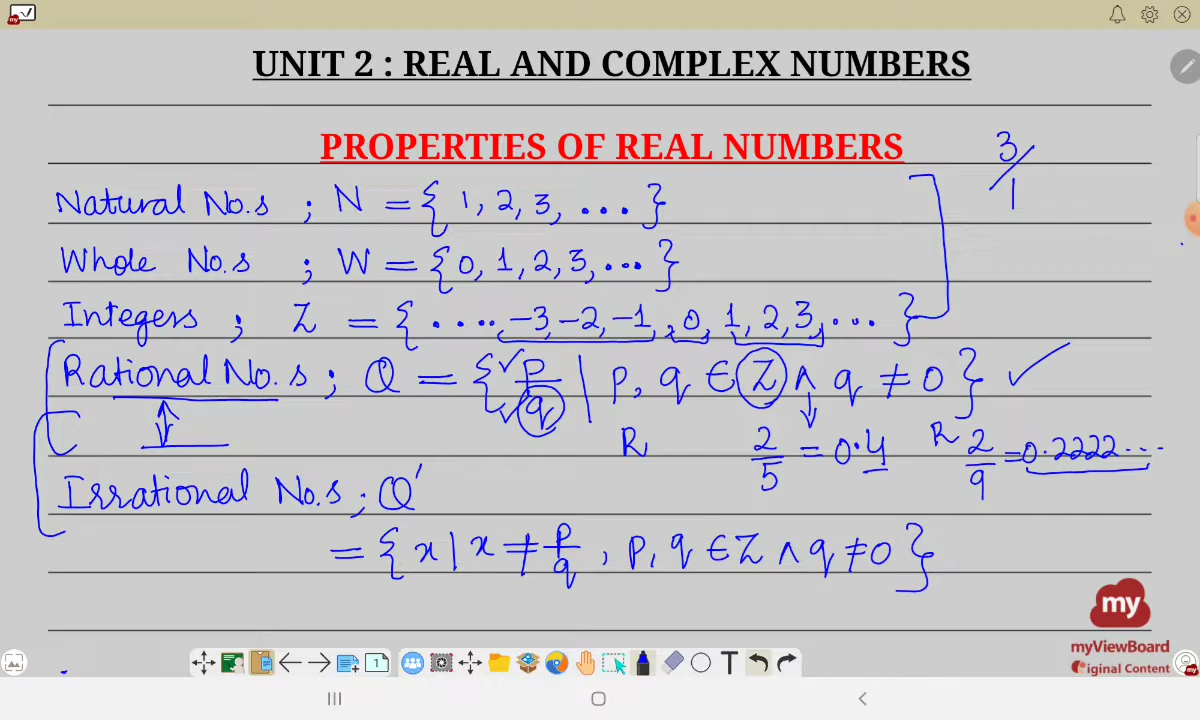 UNIT 2 : REAL AND COMPLEX NUMBERS
PROPERTIES OF REAL NUMBERS
3/1
Natural No.s ; N = { 1, 2, 3, ... }
Whole No.s ; W = { 0, 1, 2, 3, ... }
Integers ; Z = { .... -3, -2, -1, 0, 1, 2, 3, ... }
Rational No.s ; Q = { p/q | p, q ∈ Z ∧ q ≠ 0 } ✓
R 2/5 = 0.4 R 2/9 = 0.2222...
Irrational No.s ; Q'
= { x | x ≠ p/q , p, q ∈ Z ∧ q ≠ 0 }
my
myViewBoard
iginal Content